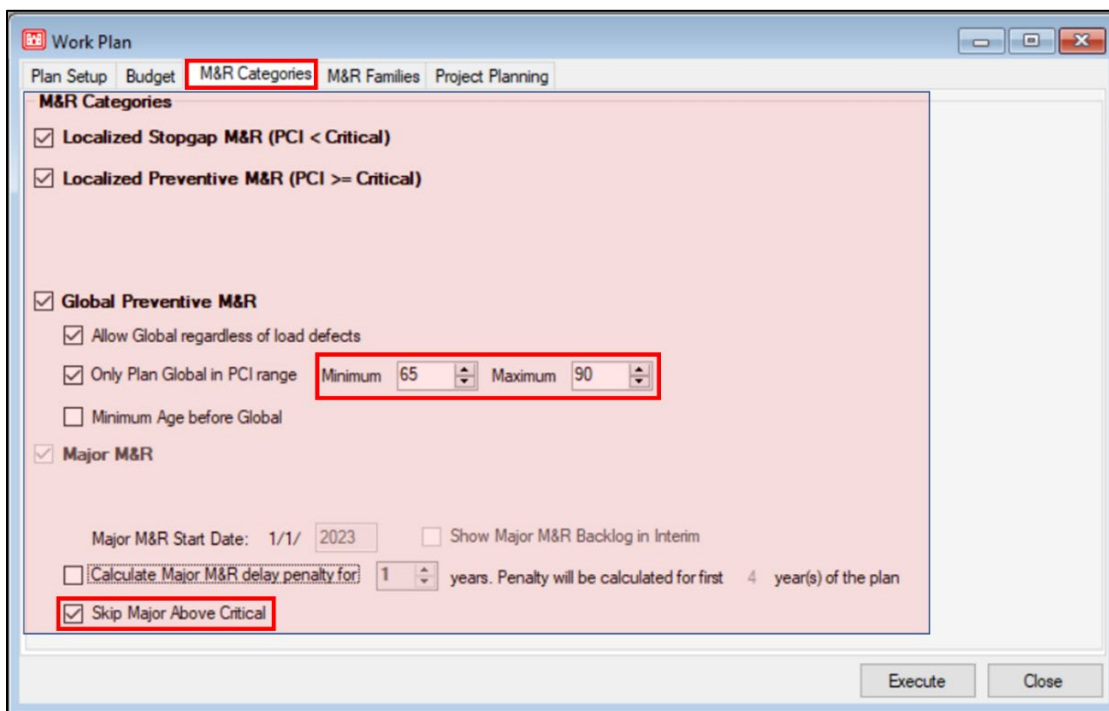 Work Plan
Plan Setup Budget M&R Categories M&R Families Project Planning
M&R Categories
Localized Stopgap M&R (PCI < Critical)
Localized Preventive M&R (PCI >= Critical)
Global Preventive M&R
Allow Global regardless of load defects
Only Plan Global in PCI range Minimum 65 Maximum 90
Minimum Age before Global
Major M&R
Major M&R Start Date: 1/1/ 2023 Show Major M&R Backlog in Interim
Calculate Major M&R delay penalty for 1 years. Penalty will be calculated for first 4 year(s) of the plan
Skip Major Above Critical
Execute Close